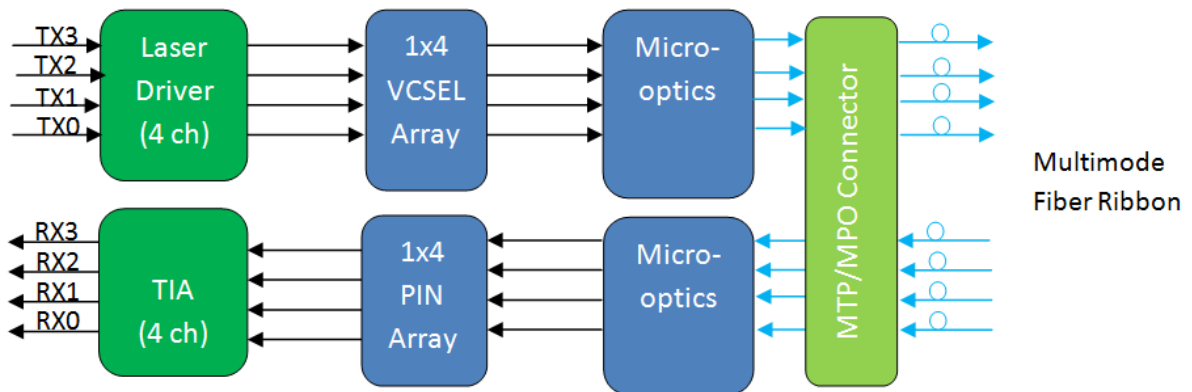 TX3
TX2
TX1
TX0
Laser
Driver
(4 ch)
1x4
VCSEL
Array
Micro-
optics
MTP/MPO Connector
Multimode
Fiber Ribbon
RX3
RX2
RX1
RX0
TIA
(4 ch)
1x4
PIN
Array
Micro-
optics